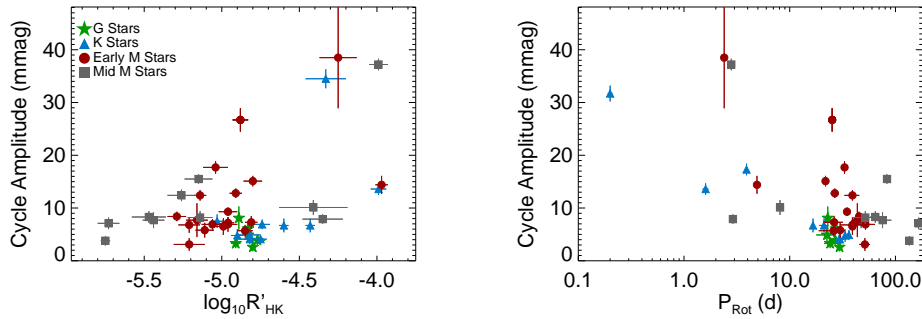 G Stars
K Stars
Early M Stars
Mid M Stars
Cycle Amplitude (mmag)
40
30
20
10
0
-5.5 -5.0 -4.5 -4.0
log₁₀R'HK
Cycle Amplitude (mmag)
40
30
20
10
0
0.1 1.0 10.0 100.0
P_Rot (d)